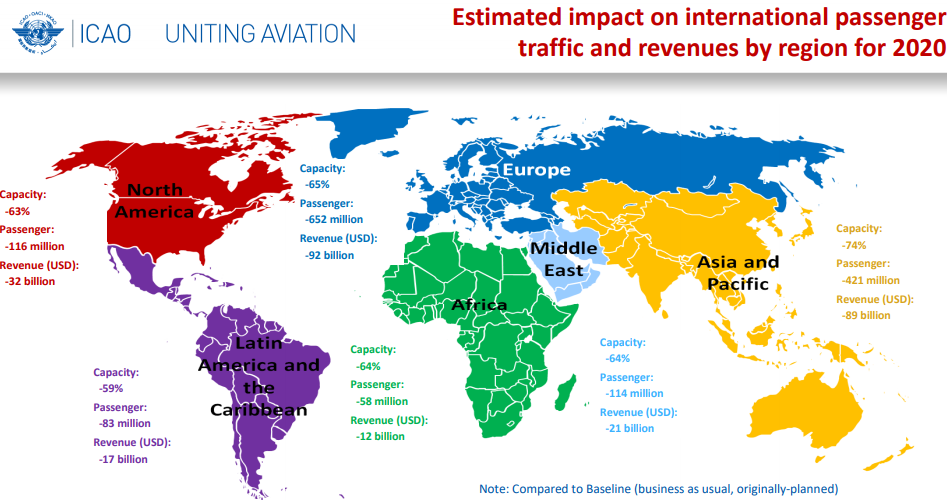 ICAO
UNITING AVIATION
Estimated impact on international passenger
traffic and revenues by region for 2020
North
America
Capacity:
-63%
Passenger:
-116 million
Revenue (USD):
-32 billion
Capacity:
-65%
Passenger:
-652 million
Revenue (USD):
-92 billion
Europe
Middle
East
Asia and
Pacific
Capacity:
-74%
Passenger:
-421 million
Revenue (USD):
-89 billion
Africa
Latin
America and
the
Caribbean
Capacity:
-59%
Passenger:
-83 million
Revenue (USD):
-17 billion
Capacity:
-64%
Passenger:
-58 million
Revenue (USD):
-12 billion
Capacity:
-64%
Passenger:
-114 million
Revenue (USD):
-21 billion
Note: Compared to Baseline (business as usual, originally-planned)